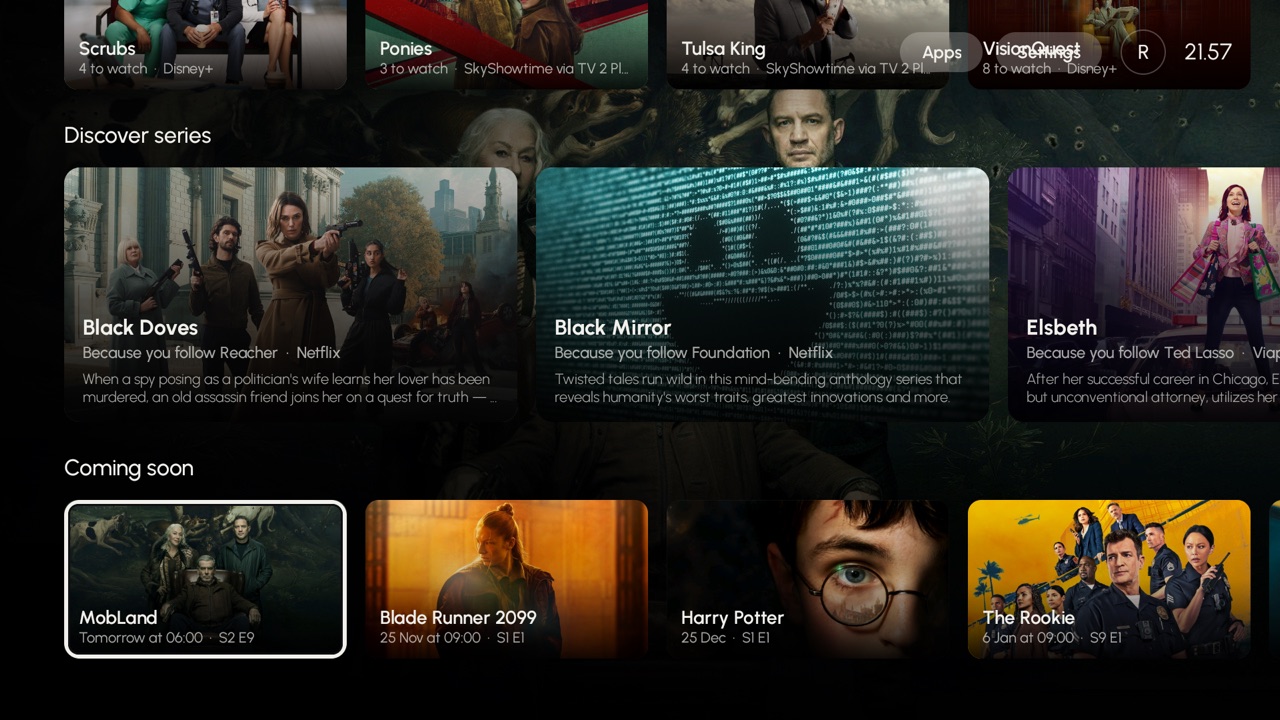 Scrubs
4 to watch · Disney+
Ponies
3 to watch · SkyShowtime via TV 2 Pl...
Tulsa King
4 to watch · SkyShowtime via TV 2 Pl...
VisionQuest
8 to watch · Disney+
Apps
Settings
R
21.57
Discover series
Black Doves
Because you follow Reacher · Netflix
When a spy posing as a politician's wife learns her lover has been
murdered, an old assassin friend joins her on a quest for truth — ...
Black Mirror
Because you follow Foundation · Netflix
Twisted tales run wild in this mind-bending anthology series that
reveals humanity's worst traits, greatest innovations and more.
Elsbeth
Because you follow Ted Lasso · Viap
After her successful career in Chicago, E
but unconventional attorney, utilizes her
Coming soon
MobLand
Tomorrow at 06:00 · S2 E9
Blade Runner 2099
25 Nov at 09:00 · S1 E1
Harry Potter
25 Dec · S1 E1
The Rookie
6 Jan at 09:00 · S9 E1